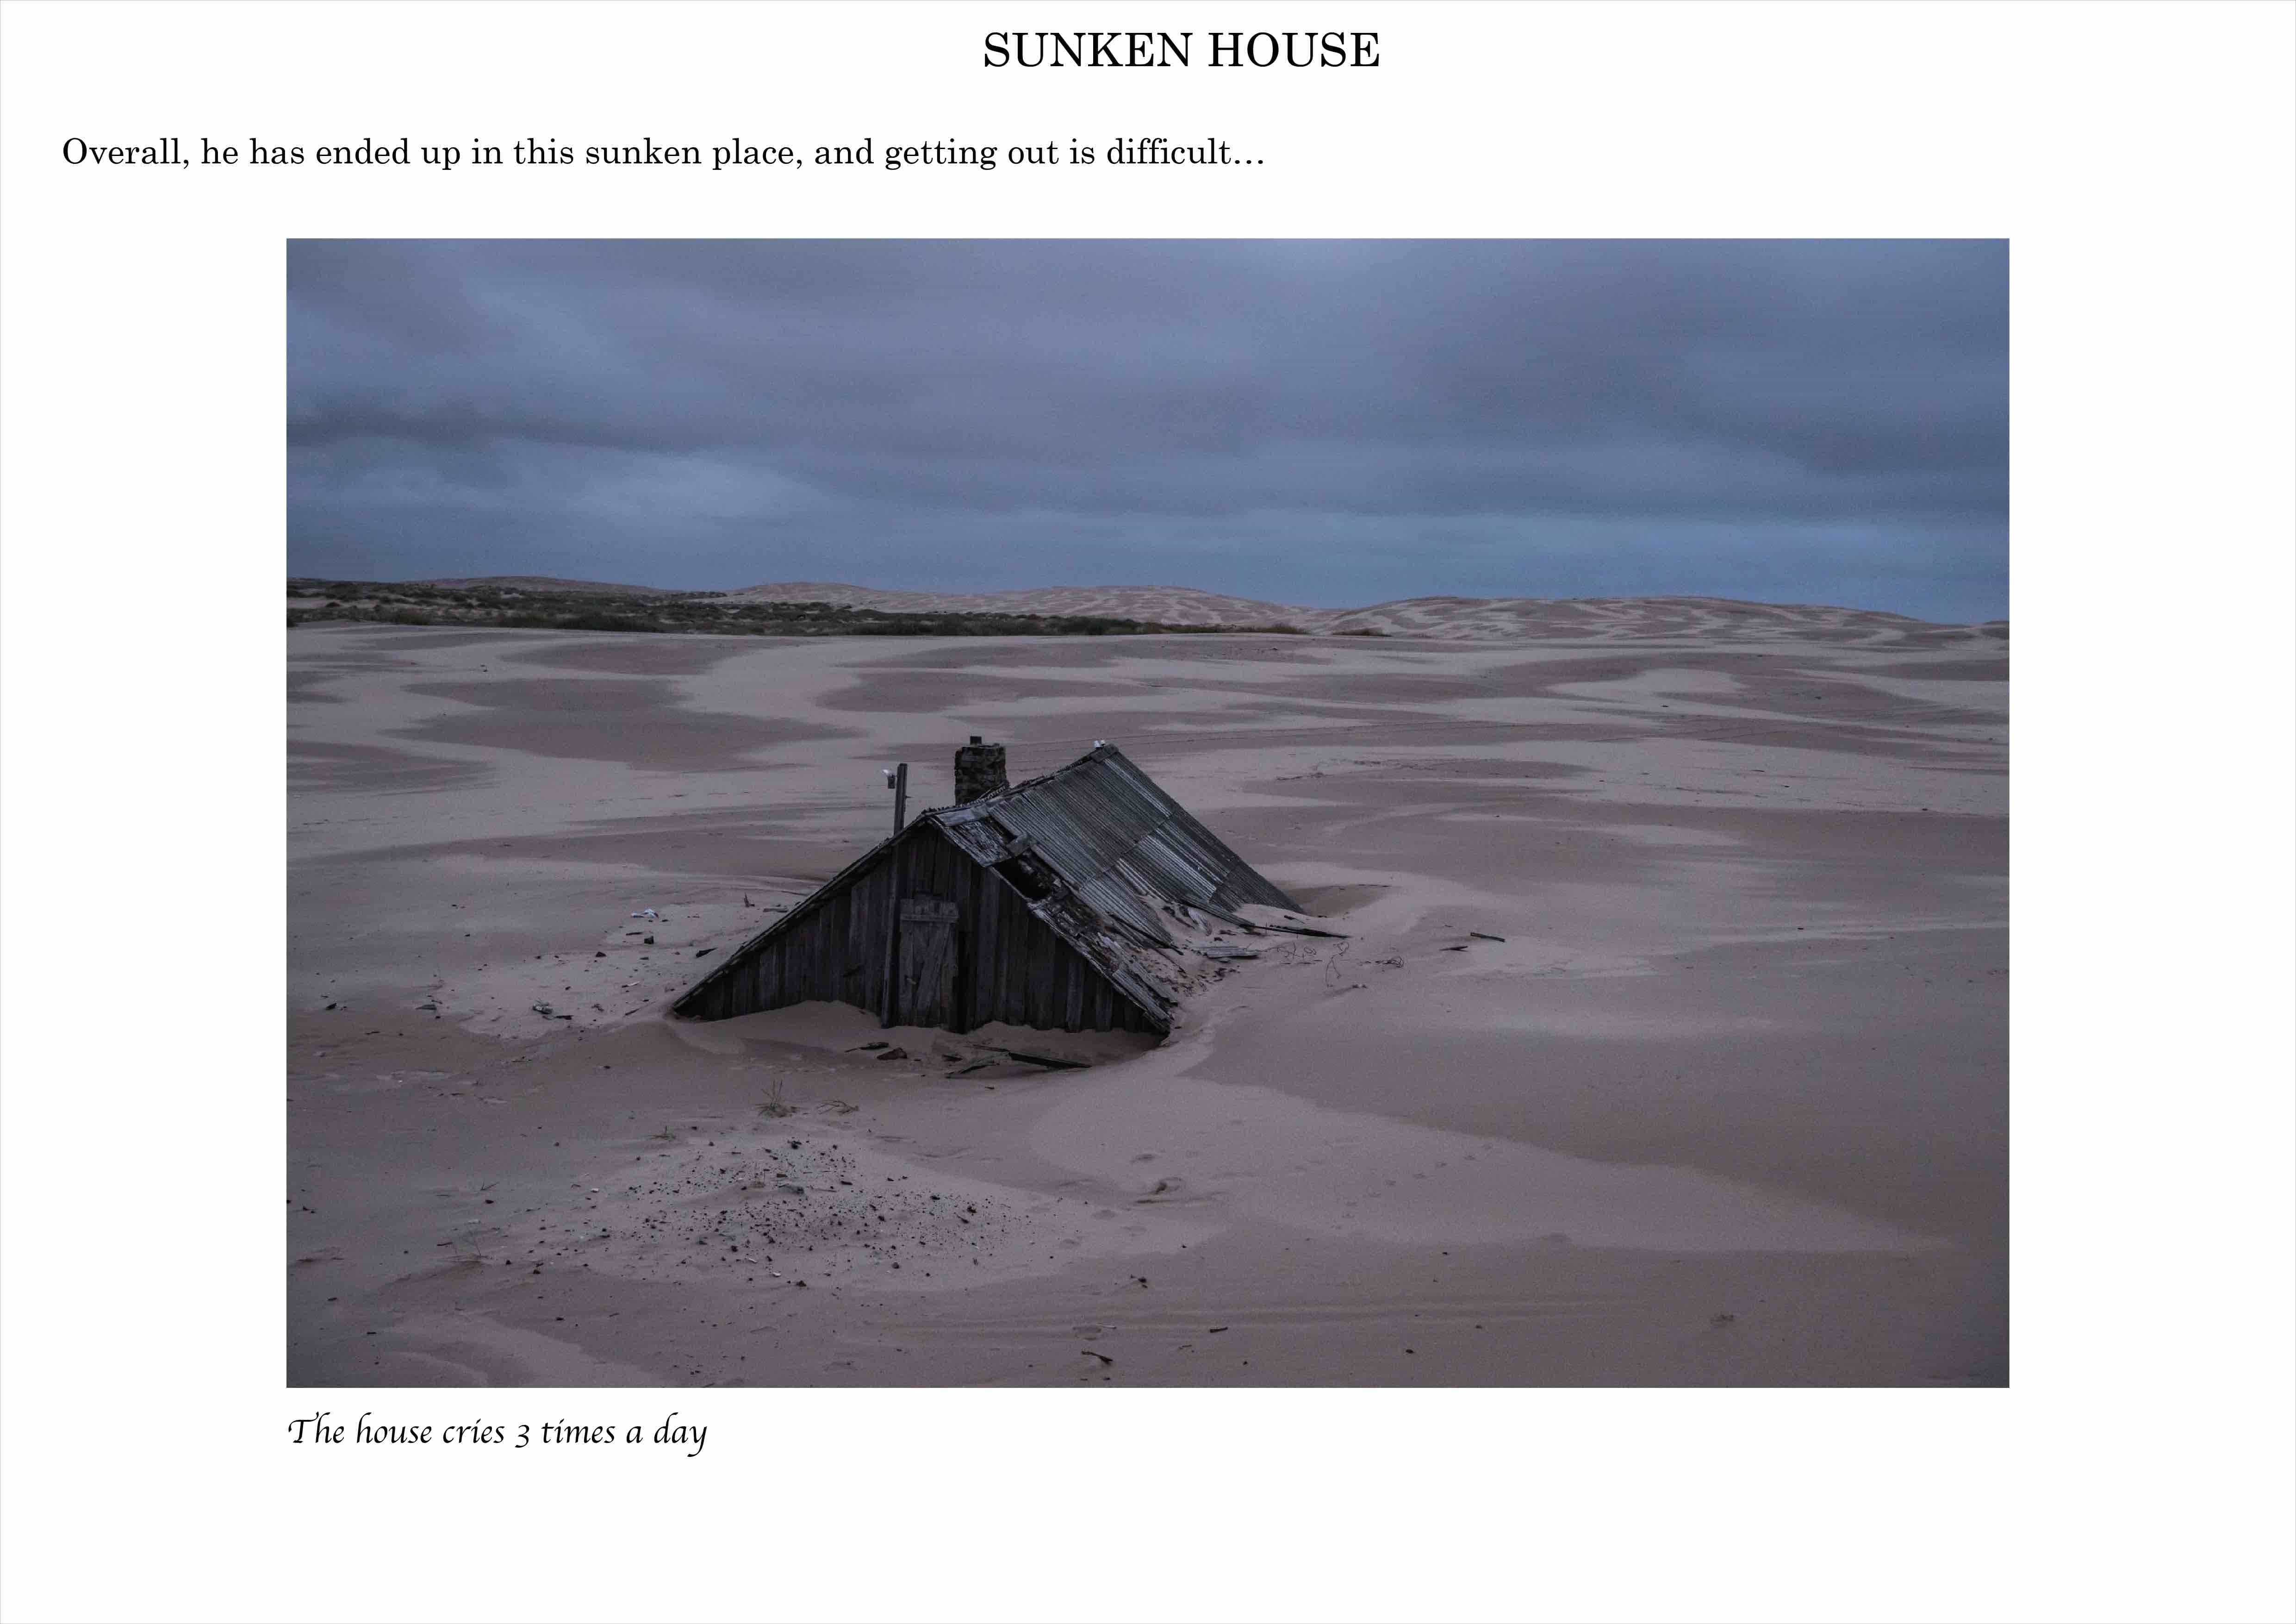 SUNKEN HOUSE
Overall, he has ended up in this sunken place, and getting out is difficult...
The house cries 3 times a day